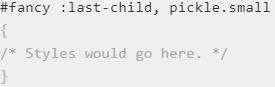 #fancy :last-child, pickle.small
{
/* Styles would go here. */
}